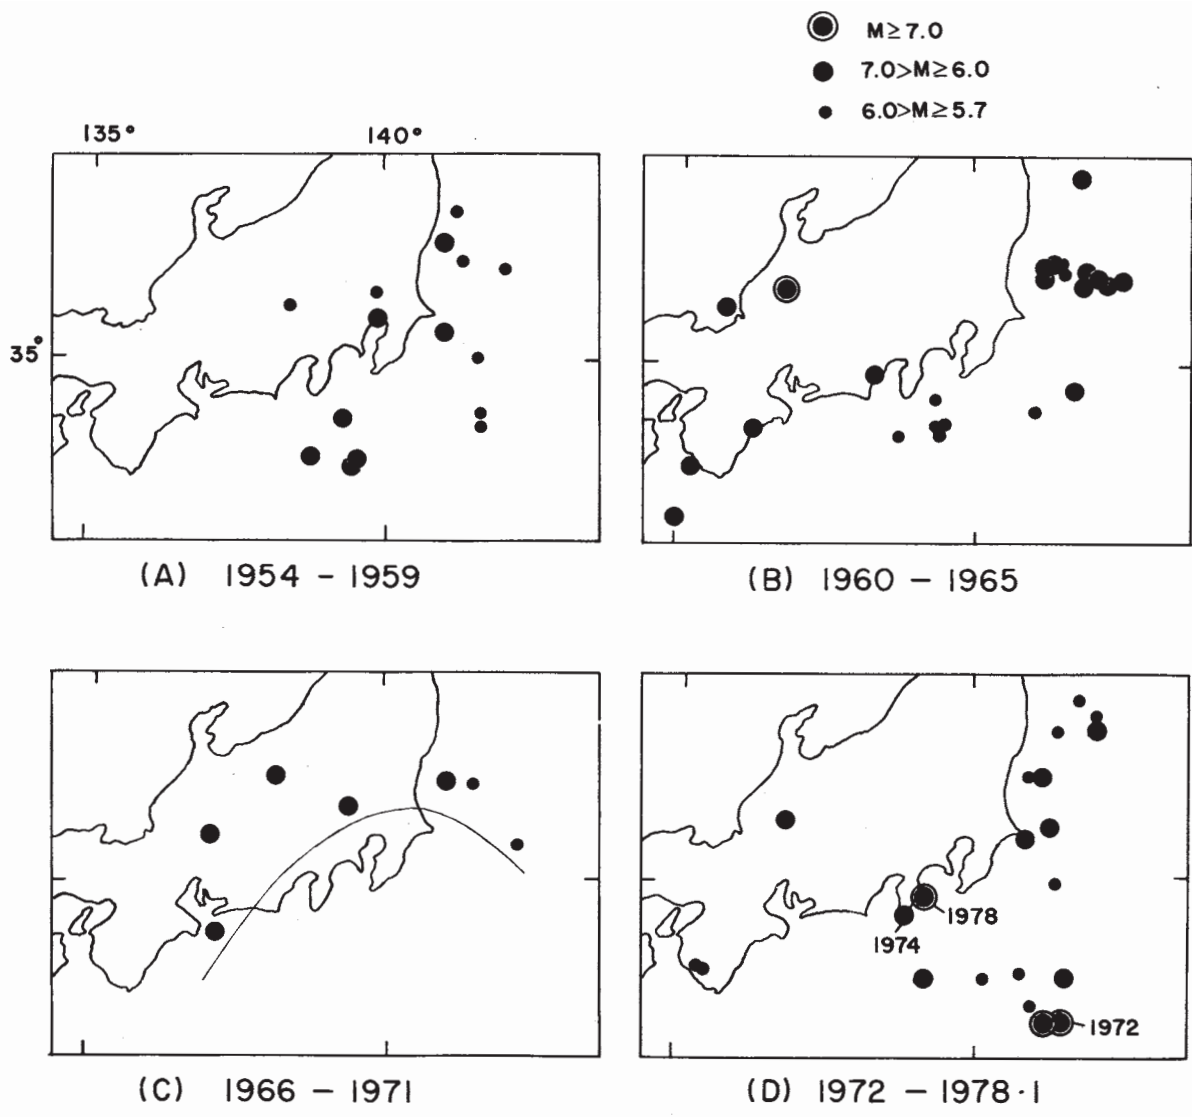 M≥7.0
7.0>M≥6.0
6.0>M≥5.7
135° 140°
35°
(A) 1954 – 1959
(B) 1960 – 1965
1978
1974
1972
(C) 1966 – 1971
(D) 1972 – 1978·1